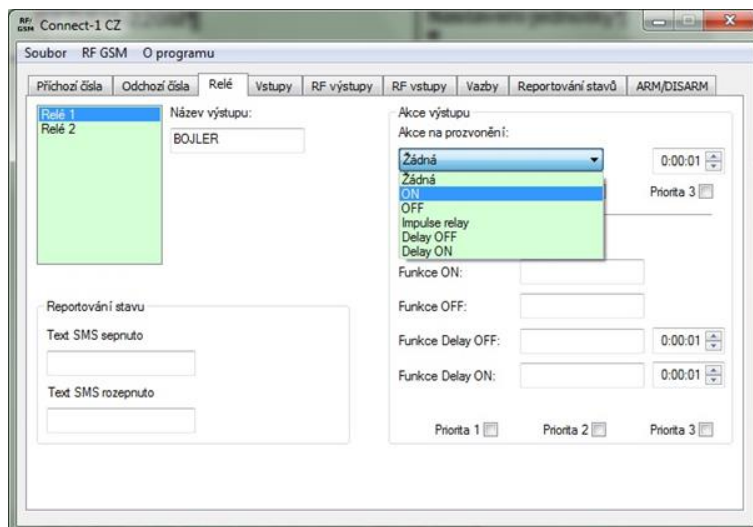 RF/
GSM Connect-1 CZ
Soubor RF GSM O programu
Příchozí čísla Odchozí čísla Relé Vstupy RF výstupy RF vstupy Vazby Reportování stavů ARM/DISARM
Relé 1
Relé 2
Název výstupu:
BOJLER
Akce výstupu
Akce na prozvonění:
Žádná 0:00:01
Žádná
ON
OFF
Impulse relay
Delay OFF
Delay ON
Priorita 3
Funkce ON:
Funkce OFF:
Funkce Delay OFF: 0:00:01
Funkce Delay ON: 0:00:01
Priorita 1 Priorita 2 Priorita 3
Reportování stavu
Text SMS sepnuto
Text SMS rozepnuto